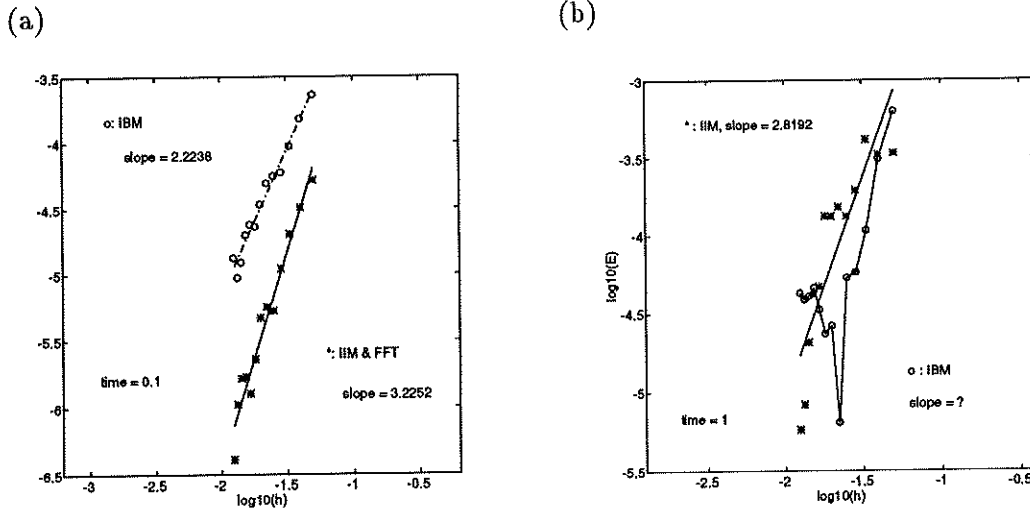 (a)
-3.5
o: IBM
slope = 2.2236
-4
-4.5
-5
-5.5
*: IIM & FFT
time = 0.1
slope = 3.2252
-6
-6.5
-3
-2.5
-2
-1.5
-1
-0.5
log10(h)
(b)
-3
*: IIM, slope = 2.8192
-3.5
-4
log10(E)
-4.5
o : IBM
slope = ?
-5
time = 1
-5.5
-2.5
-2
-1.5
-1
-0.5
log10(h)